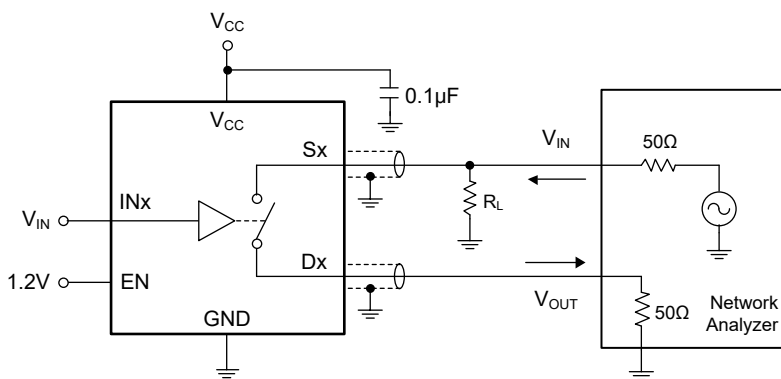 VCC
0.1µF
VCC
Sx
VIN
50Ω
VIN
INx
RL
1.2V
EN
Dx
VOUT
50Ω
Network
Analyzer
GND